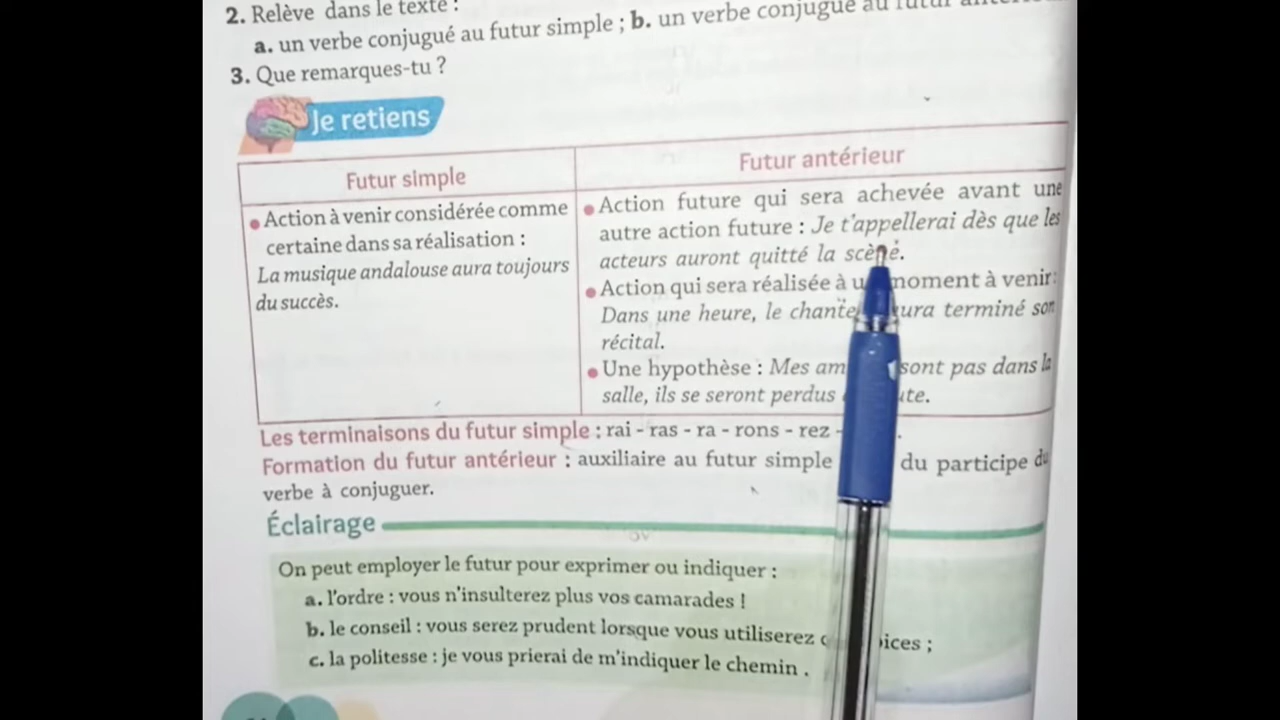 2. Relève dans le texte :
a. un verbe conjugué au futur simple ; b. un verbe conjugué au futur
3. Que remarques-tu ?
Je retiens
Futur simple
Action à venir considérée comme
certaine dans sa réalisation :
La musique andalouse aura toujours
du succès.
Futur antérieur
Action future qui sera achevée avant une
autre action future : Je t'appellerai dès que les
acteurs auront quitté la scène.
Action qui sera réalisée à moment à venir :
Dans une heure, le terminé son
récital.
Une hypothèse : Mes sont pas dans la
salle, ils se seront perdus
Les terminaisons du futur simple : rai - ras - ra - rons - rez -
Formation du futur antérieur : auxiliaire au futur simple du participe du
verbe à conjuguer.
Éclairage
On peut employer le futur pour exprimer ou indiquer :
a. l'ordre : vous n'insulterez plus vos camarades !
b. le conseil : vous serez prudent lorsque vous utiliserez ;
c. la politesse : je vous prierai de m'indiquer le chemin .